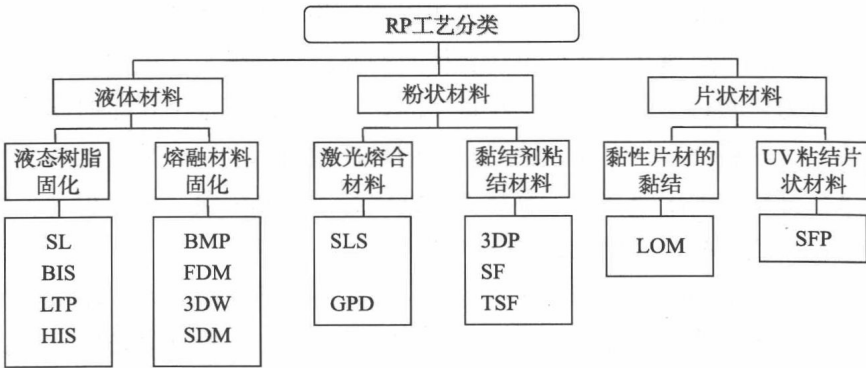 RP工艺分类
液体材料
粉状材料
片状材料
液态树脂
固化
熔融材料
固化
激光熔合
材料
黏结剂粘
结材料
黏性片材的
黏结
UV粘结片
状材料
SL
BIS
LTP
HIS
BMP
FDM
3DW
SDM
SLS
GPD
3DP
SF
TSF
LOM
SFP